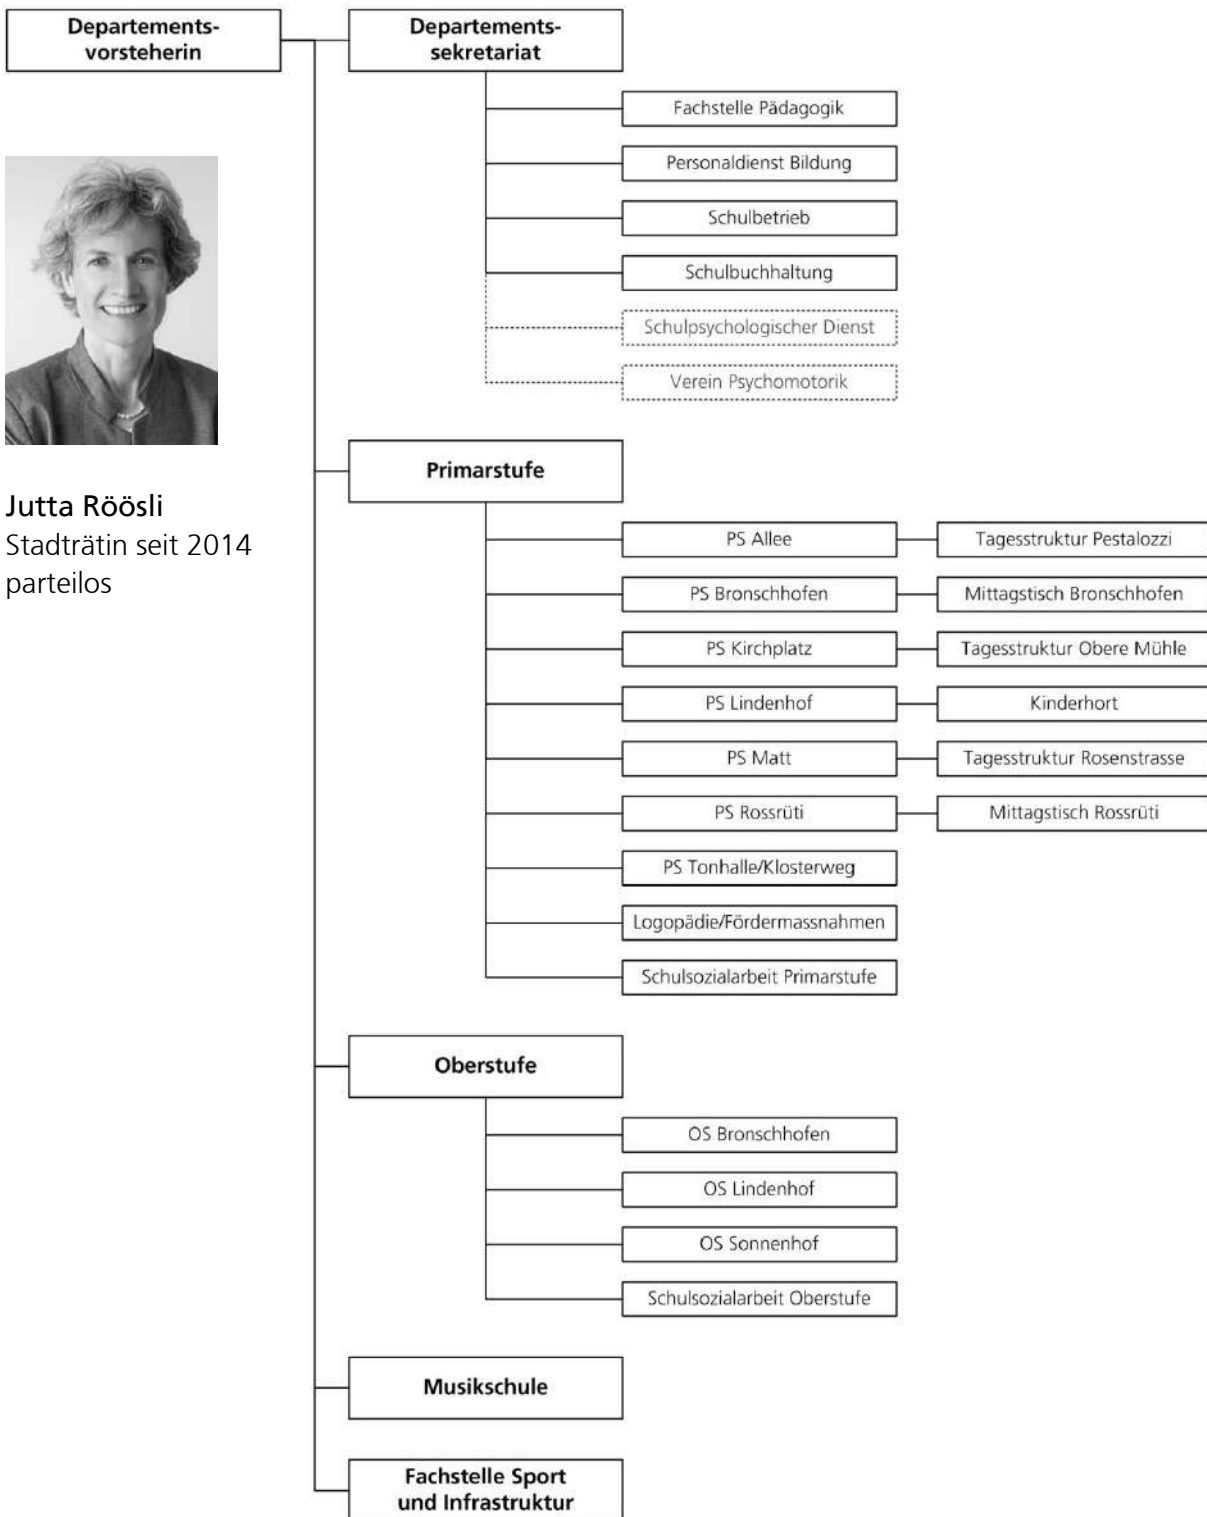 Departements-
vorsteherin
Departements-
sekretariat
Fachstelle Pädagogik
Personaldienst Bildung
Schulbetrieb
Schulbuchhaltung
Schulpsychologischer Dienst
Verein Psychomotorik
Jutta Röösli
Stadträtin seit 2014
parteilos
Primarstufe
PS Allee
Tagesstruktur Pestalozzi
PS Bronschhofen
Mittagstisch Bronschhofen
PS Kirchplatz
Tagesstruktur Obere Mühle
PS Lindenhof
Kinderhort
PS Matt
Tagesstruktur Rosenstrasse
PS Rossrüti
Mittagstisch Rossrüti
PS Tonhalle/Klosterweg
Logopädie/Fördermassnahmen
Schulsozialarbeit Primarstufe
Oberstufe
OS Bronschhofen
OS Lindenhof
OS Sonnenhof
Schulsozialarbeit Oberstufe
Musikschule
Fachstelle Sport
und Infrastruktur